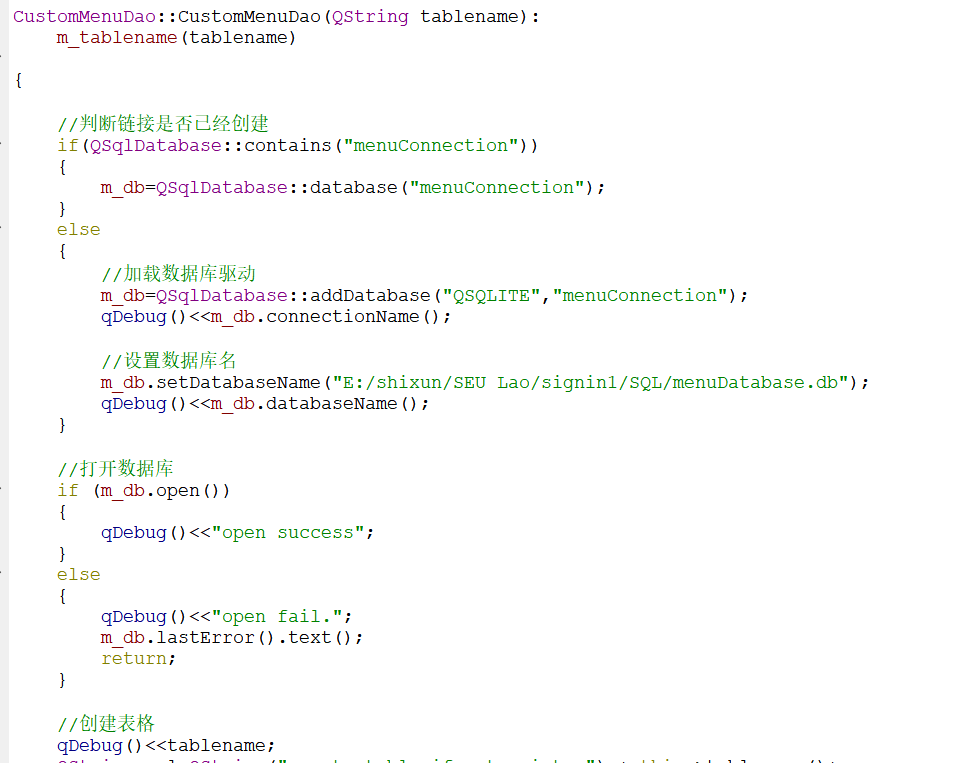 CustomMenuDao::CustomMenuDao(QString tablename):
    m_tablename(tablename)
{
    //判断链接是否已经创建
    if(QSqlDatabase::contains("menuConnection"))
    {
        m_db=QSqlDatabase::database("menuConnection");
    }
    else
    {
        //加载数据库驱动
        m_db=QSqlDatabase::addDatabase("QSQLITE","menuConnection");
        qDebug()<<m_db.connectionName();
        //设置数据库名
        m_db.setDatabaseName("E:/shixun/SEU Lao/signin1/SQL/menuDatabase.db");
        qDebug()<<m_db.databaseName();
    }
    //打开数据库
    if (m_db.open())
    {
        qDebug()<<"open success";
    }
    else
    {
        qDebug()<<"open fail.";
        m_db.lastError().text();
        return;
    }
    //创建表格
    qDebug()<<tablename;